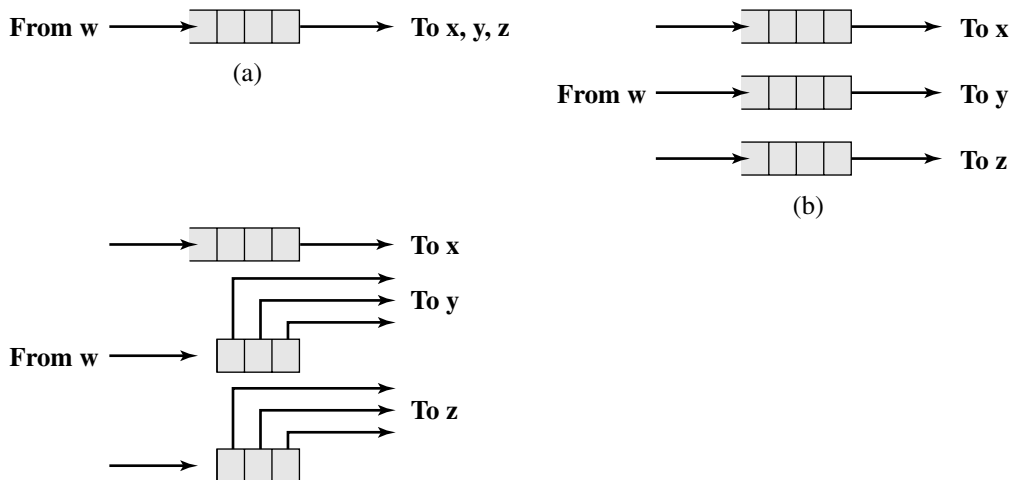 From w
To x, y, z
(a)
To x
From w
To y
To z
(b)
To x
To y
From w
To z